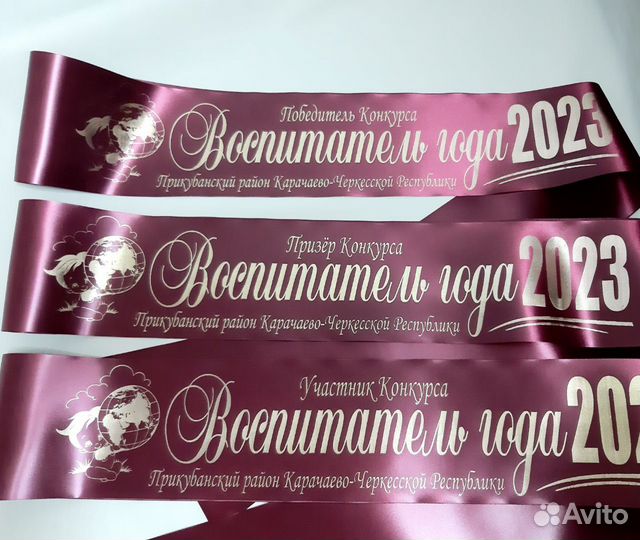 Победитель Конкурса
Воспитатель года 2023
Прикубанский район Карачаево-Черкесской Республики
Призёр Конкурса
Воспитатель года 2023
Прикубанский район Карачаево-Черкесской Республики
Участник Конкурса
Воспитатель года 202
Прикубанский район Карачаево-Черкесской Республики
Avito